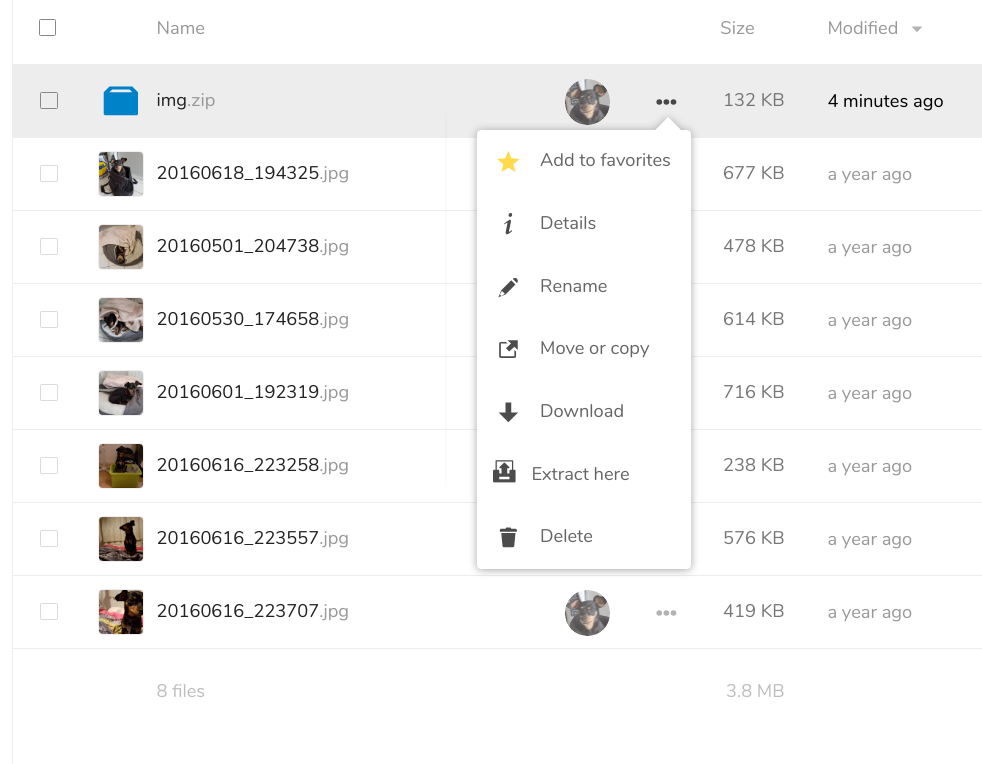 Name Size Modified
img.zip 132 KB 4 minutes ago
Add to favorites
20160618_194325.jpg 677 KB a year ago
Details
20160501_204738.jpg 478 KB a year ago
Rename
20160530_174658.jpg 614 KB a year ago
Move or copy
20160601_192319.jpg 716 KB a year ago
Download
20160616_223258.jpg 238 KB a year ago
Extract here
20160616_223557.jpg 576 KB a year ago
Delete
20160616_223707.jpg 419 KB a year ago
8 files 3.8 MB